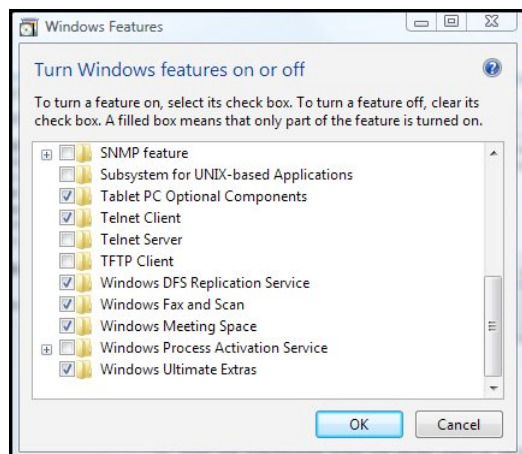 Windows Features
Turn Windows features on or off
To turn a feature on, select its check box. To turn a feature off, clear its
check box. A filled box means that only part of the feature is turned on.
SNMP feature
Subsystem for UNIX-based Applications
Tablet PC Optional Components
Telnet Client
Telnet Server
TFTP Client
Windows DFS Replication Service
Windows Fax and Scan
Windows Meeting Space
Windows Process Activation Service
Windows Ultimate Extras
OK Cancel